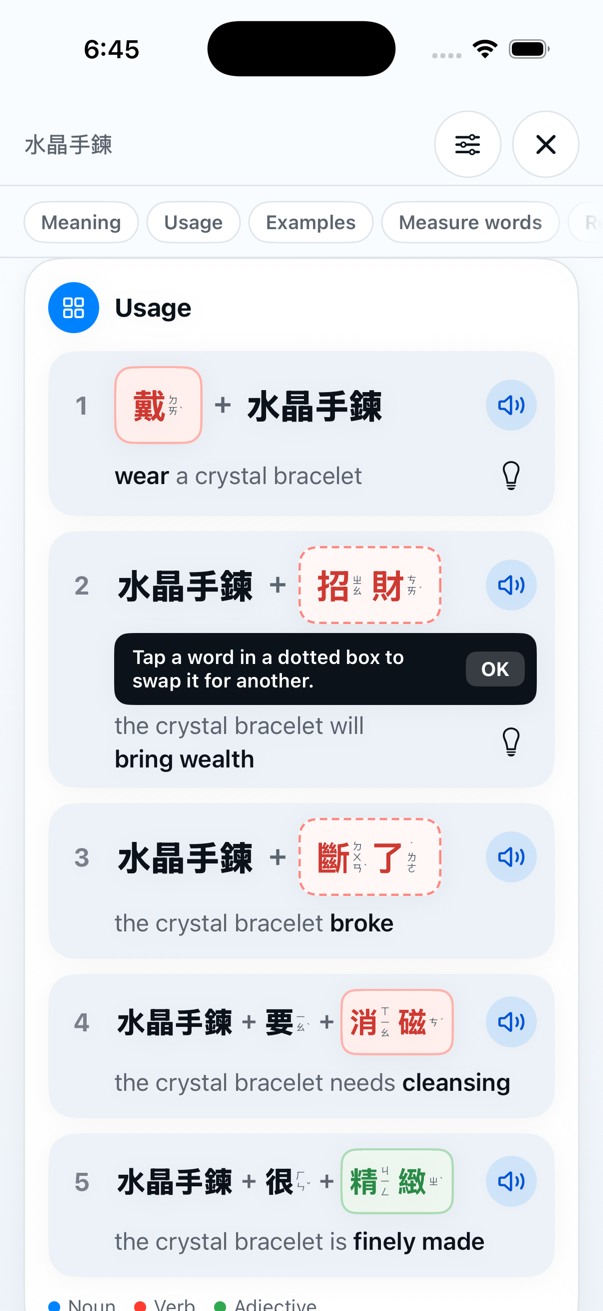 6:45
水晶手鍊
Meaning
Usage
Examples
Measure words
Usage
1
戴ㄉㄞˋ + 水晶手鍊
wear a crystal bracelet
2
水晶手鍊 + 招ㄓㄠ 財ㄘㄞˊ
Tap a word in a dotted box to
swap it for another.
OK
the crystal bracelet will
bring wealth
3
水晶手鍊 + 斷ㄉㄨㄢˋ 了˙ㄌㄜ
the crystal bracelet broke
4
水晶手鍊 + 要ㄧㄠˋ + 消ㄒㄧㄠ 磁ㄘˊ
the crystal bracelet needs cleansing
5
水晶手鍊 + 很ㄏㄣˇ + 精ㄐㄧㄥ 緻ㄓˋ
the crystal bracelet is finely made
Noun Verb Adjective